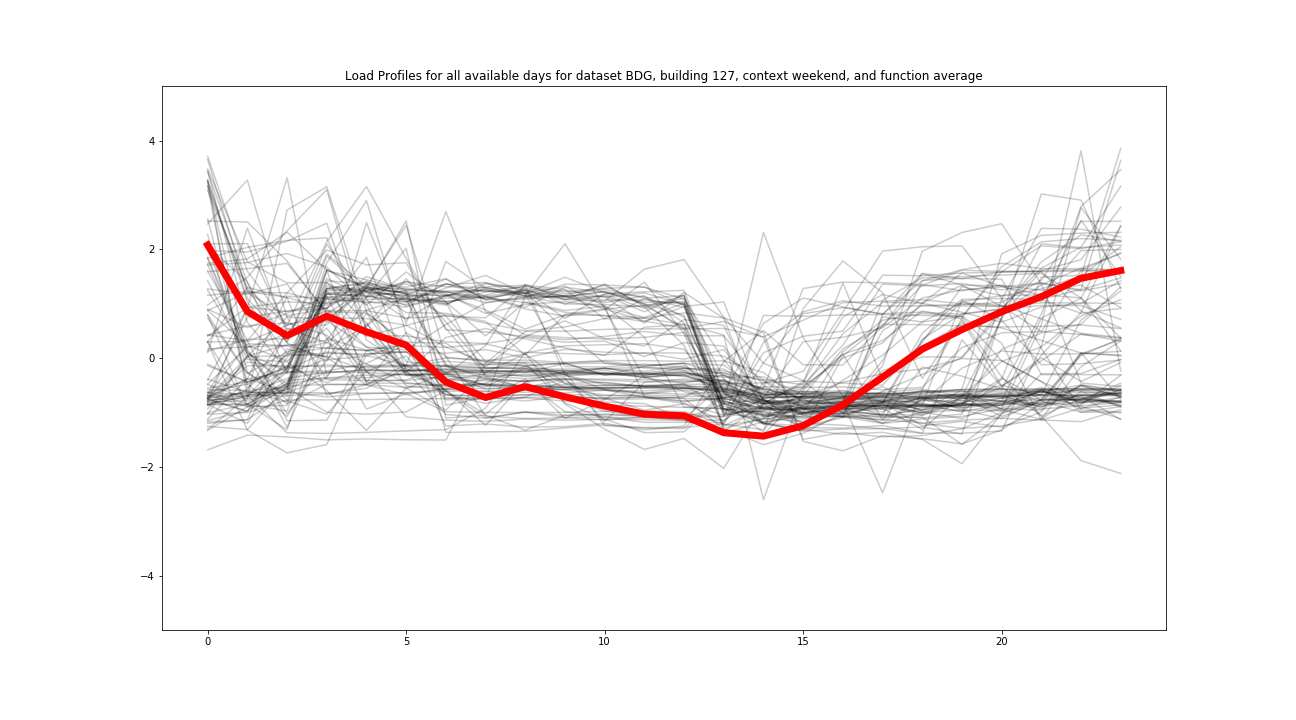 Load Profiles for all available days for dataset BDG, building 127, context weekend, and function average
4
2
0
−2
−4
0 5 10 15 20